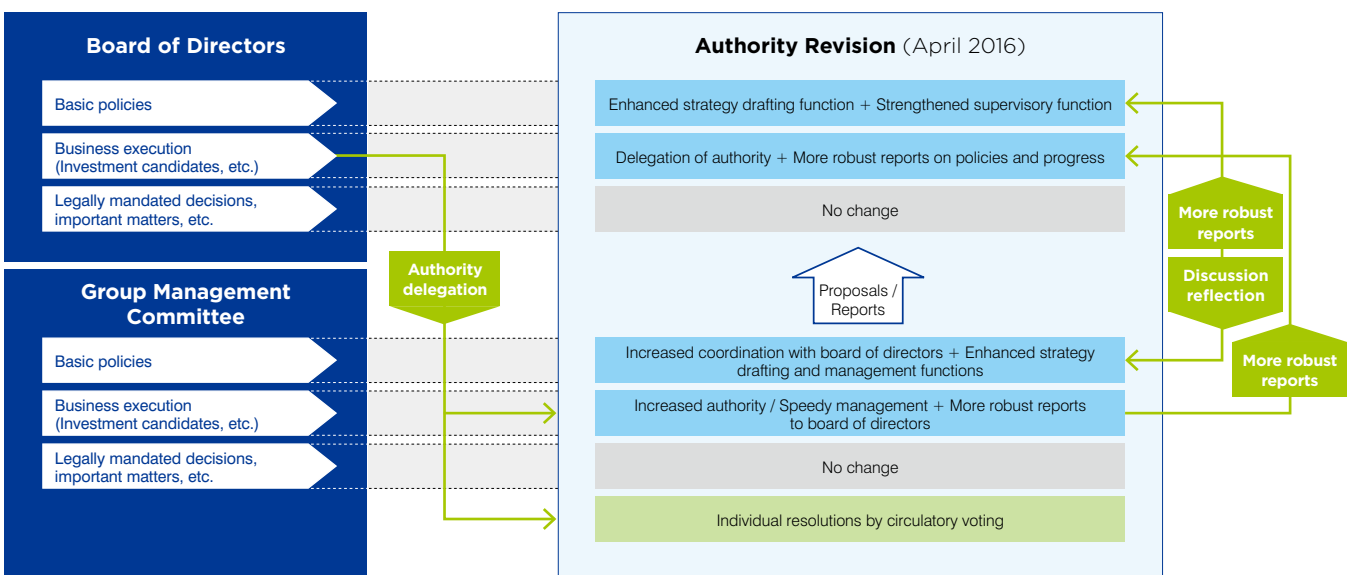 Board of Directors
Basic policies
Business execution
(Investment candidates, etc.)
Legally mandated decisions,
important matters, etc.
Group Management
Committee
Basic policies
Business execution
(Investment candidates, etc.)
Legally mandated decisions,
important matters, etc.
Authority
delegation
Authority Revision (April 2016)
Enhanced strategy drafting function + Strengthened supervisory function
Delegation of authority + More robust reports on policies and progress
No change
Proposals /
Reports
Increased coordination with board of directors + Enhanced strategy
drafting and management functions
Increased authority / Speedy management + More robust reports
to board of directors
No change
Individual resolutions by circulatory voting
More robust
reports
Discussion
reflection
More robust
reports